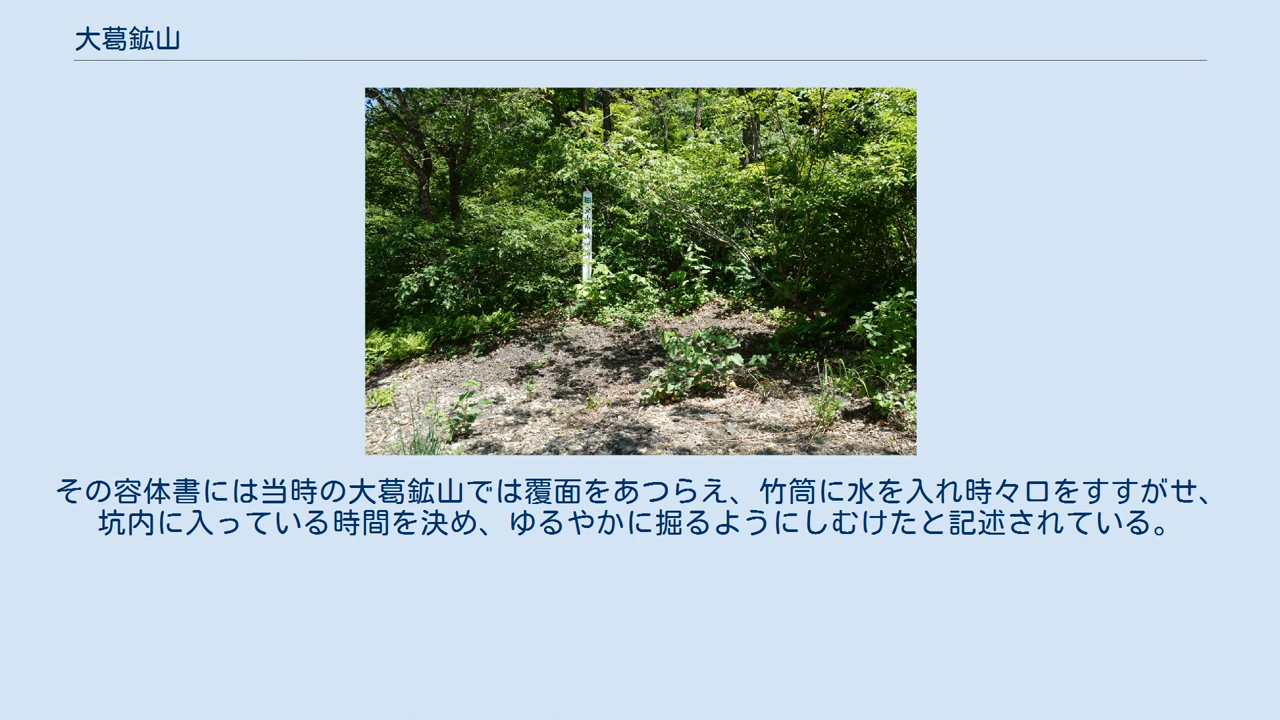 大葛鉱山
その容体書には当時の大葛鉱山では覆面をあつらえ、竹筒に水を入れ時々口をすすがせ、
坑内に入っている時間を決め、ゆるやかに掘るようにしむけたと記述されている。